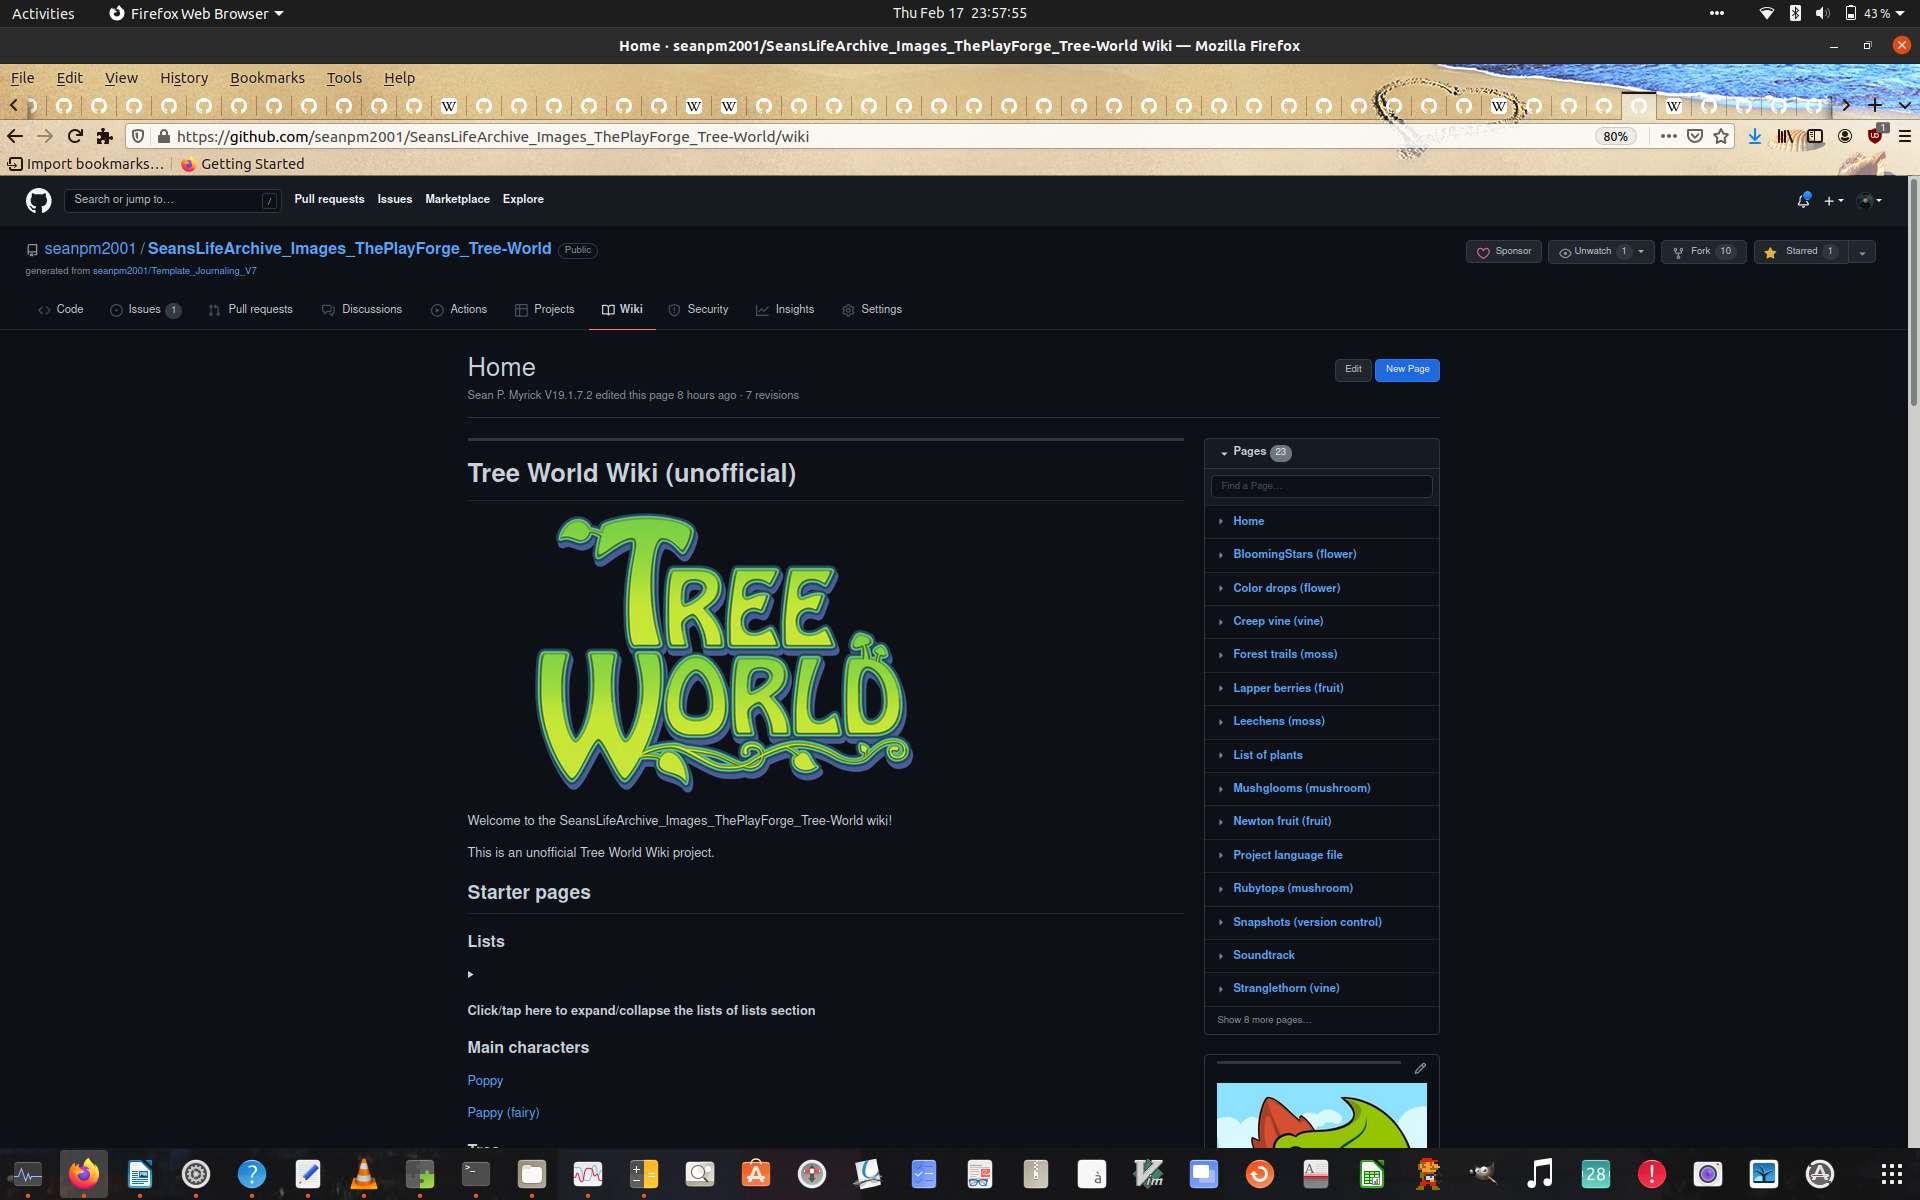 Activities Firefox Web Browser Thu Feb 17 23:57:55 43 %
Home · seanpm2001/SeansLifeArchive_Images_ThePlayForge_Tree-World Wiki — Mozilla Firefox
File Edit View History Bookmarks Tools Help
https://github.com/seanpm2001/SeansLifeArchive_Images_ThePlayForge_Tree-World/wiki 80% 1
Import bookmarks… Getting Started
Search or jump to… / Pull requests Issues Marketplace Explore
seanpm2001 / SeansLifeArchive_Images_ThePlayForge_Tree-World Public Sponsor Unwatch 1 Fork 10 Starred 1
generated from seanpm2001/Template_Journaling_V7
Code Issues 1 Pull requests Discussions Actions Projects Wiki Security Insights Settings
Home Edit New Page
Sean P. Myrick V19.1.7.2 edited this page 8 hours ago · 7 revisions
Tree World Wiki (unofficial)
TREE
WORLD
Welcome to the SeansLifeArchive_Images_ThePlayForge_Tree-World wiki!
This is an unofficial Tree World Wiki project.
Starter pages
Lists
Click/tap here to expand/collapse the lists of lists section
Main characters
Poppy
Pappy (fairy)
Pages 23
Find a Page…
Home
BloomingStars (flower)
Color drops (flower)
Creep vine (vine)
Forest trails (moss)
Lapper berries (fruit)
Leechens (moss)
List of plants
Mushglooms (mushroom)
Newton fruit (fruit)
Project language file
Rubytops (mushroom)
Snapshots (version control)
Soundtrack
Stranglethorn (vine)
Show 8 more pages…
28